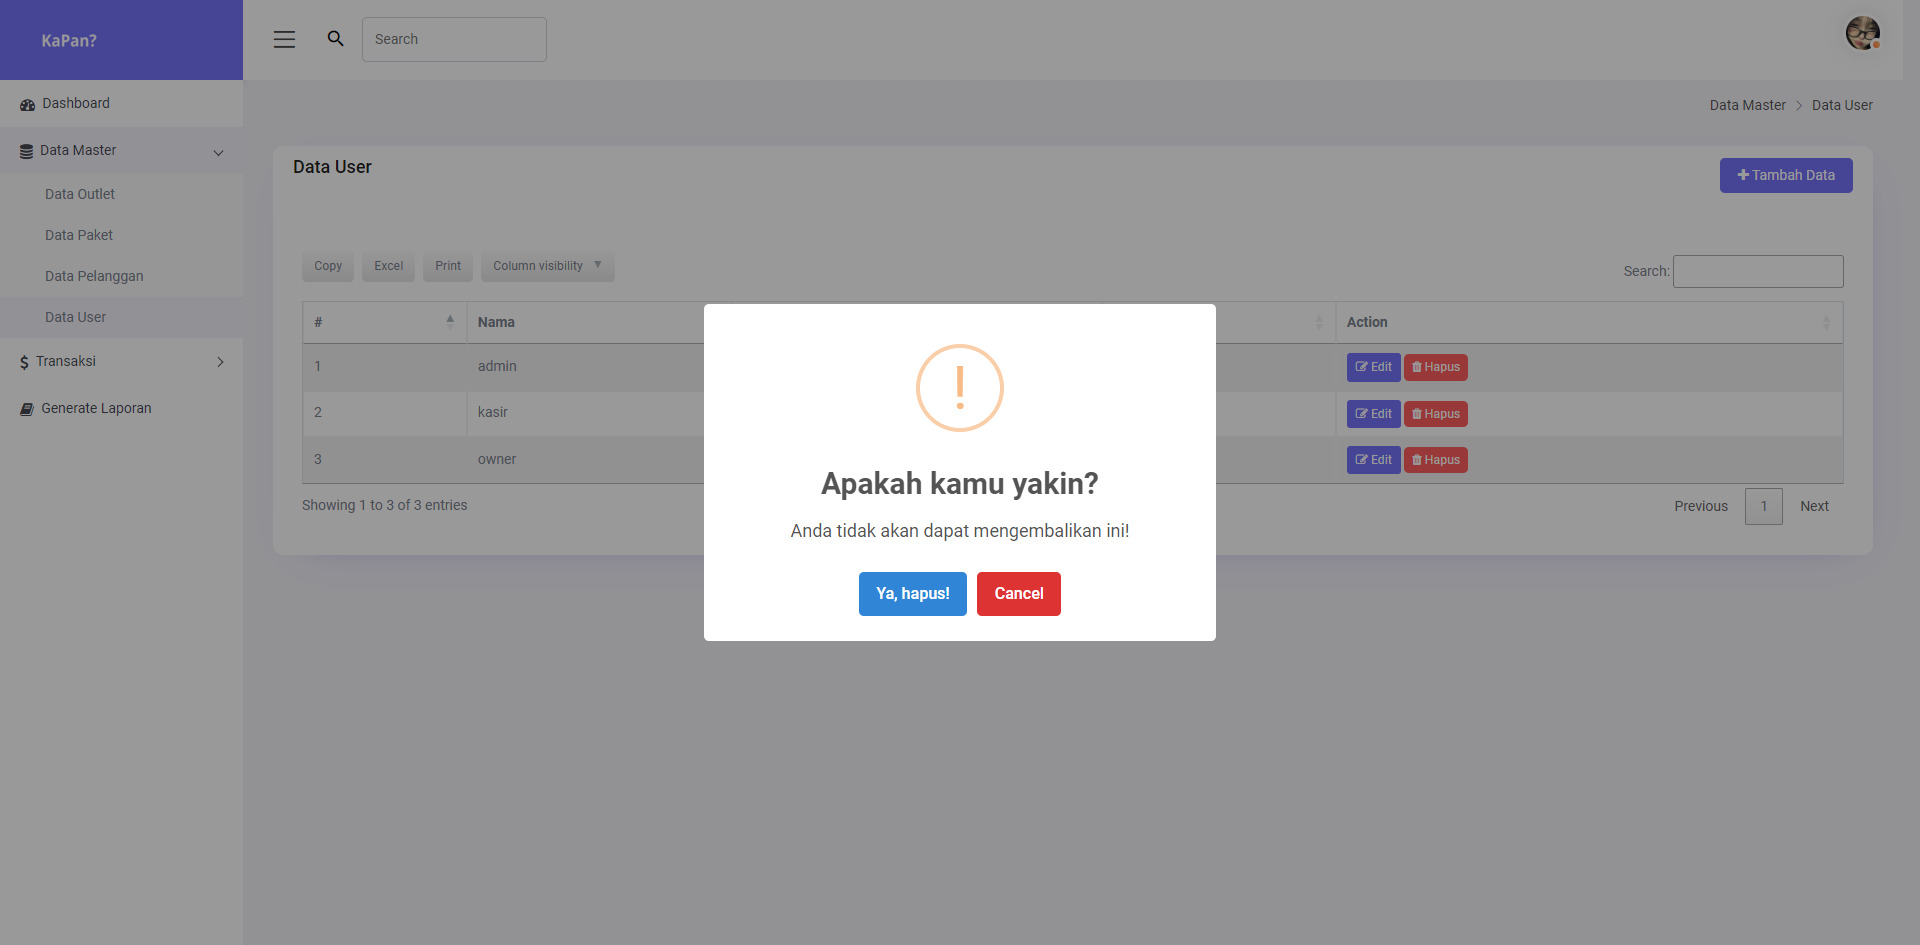 KaPan?
Search
Dashboard
Data Master
Data Outlet
Data Paket
Data Pelanggan
Data User
Transaksi
Generate Laporan
Data Master > Data User
Data User
Tambah Data
Copy Excel Print Column visibility
Search:
# Nama Action
1 admin Edit Hapus
2 kasir Edit Hapus
3 owner Edit Hapus
Showing 1 to 3 of 3 entries
Previous 1 Next
!
Apakah kamu yakin?
Anda tidak akan dapat mengembalikan ini!
Ya, hapus! Cancel